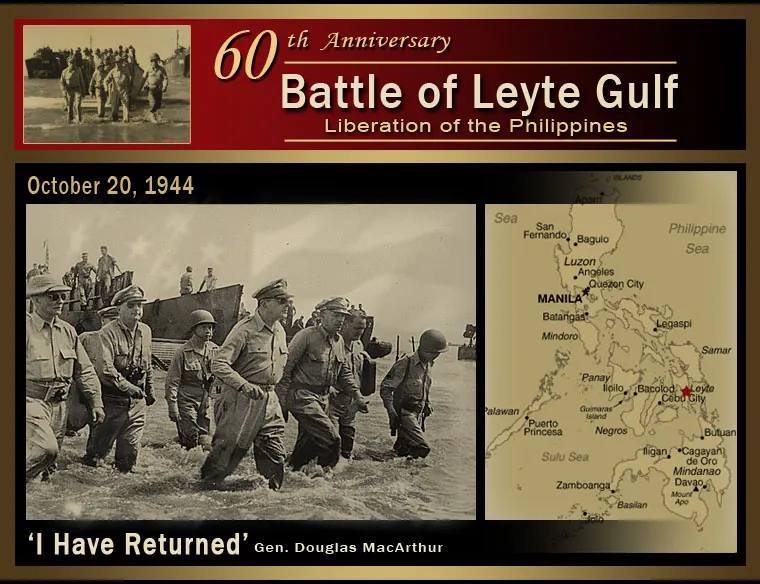 60th Anniversary
Battle of Leyte Gulf
Liberation of the Philippines
October 20, 1944
ISLANDS
Aparri
Sea
Philippine
Sea
San
Fernando
Baguio
Luzon
Angeles
Quezon City
MANILA
Batangas
Legaspi
Mindoro
Samar
Panay
Iloilo
Bacolod
Leyte
Cebu City
Palawan
Guimaras
Island
Puerto
Princesa
Negros
Butuan
Sulu Sea
Iligan
Cagayan
de Oro
Mindanao
Zamboanga
Davao
Mount
Apo
Basilan
Jolo
‘I Have Returned’ Gen. Douglas MacArthur